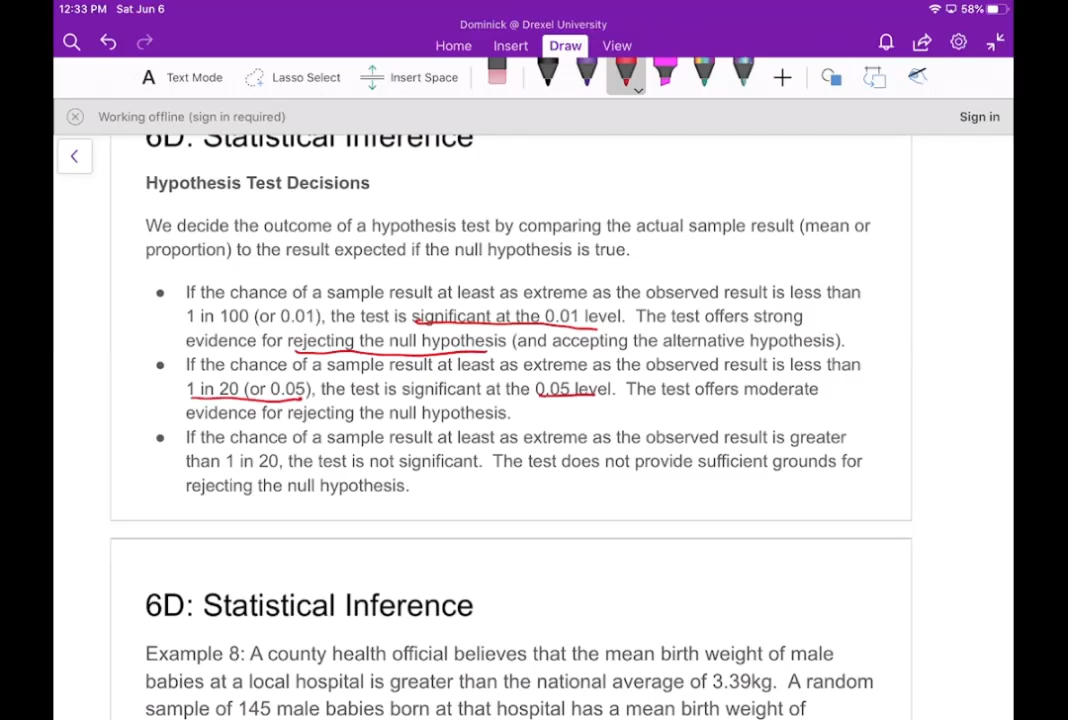 12:33 PM Sat Jun 6
58%
Dominick @ Drexel University
Home Insert Draw View
A Text Mode Lasso Select Insert Space
Working offline (sign in required) Sign in
6D: Statistical Inference
Hypothesis Test Decisions
We decide the outcome of a hypothesis test by comparing the actual sample result (mean or
proportion) to the result expected if the null hypothesis is true.
● If the chance of a sample result at least as extreme as the observed result is less than
1 in 100 (or 0.01), the test is significant at the 0.01 level. The test offers strong
evidence for rejecting the null hypothesis (and accepting the alternative hypothesis).
● If the chance of a sample result at least as extreme as the observed result is less than
1 in 20 (or 0.05), the test is significant at the 0.05 level. The test offers moderate
evidence for rejecting the null hypothesis.
● If the chance of a sample result at least as extreme as the observed result is greater
than 1 in 20, the test is not significant. The test does not provide sufficient grounds for
rejecting the null hypothesis.
6D: Statistical Inference
Example 8: A county health official believes that the mean birth weight of male
babies at a local hospital is greater than the national average of 3.39kg. A random
sample of 145 male babies born at that hospital has a mean birth weight of